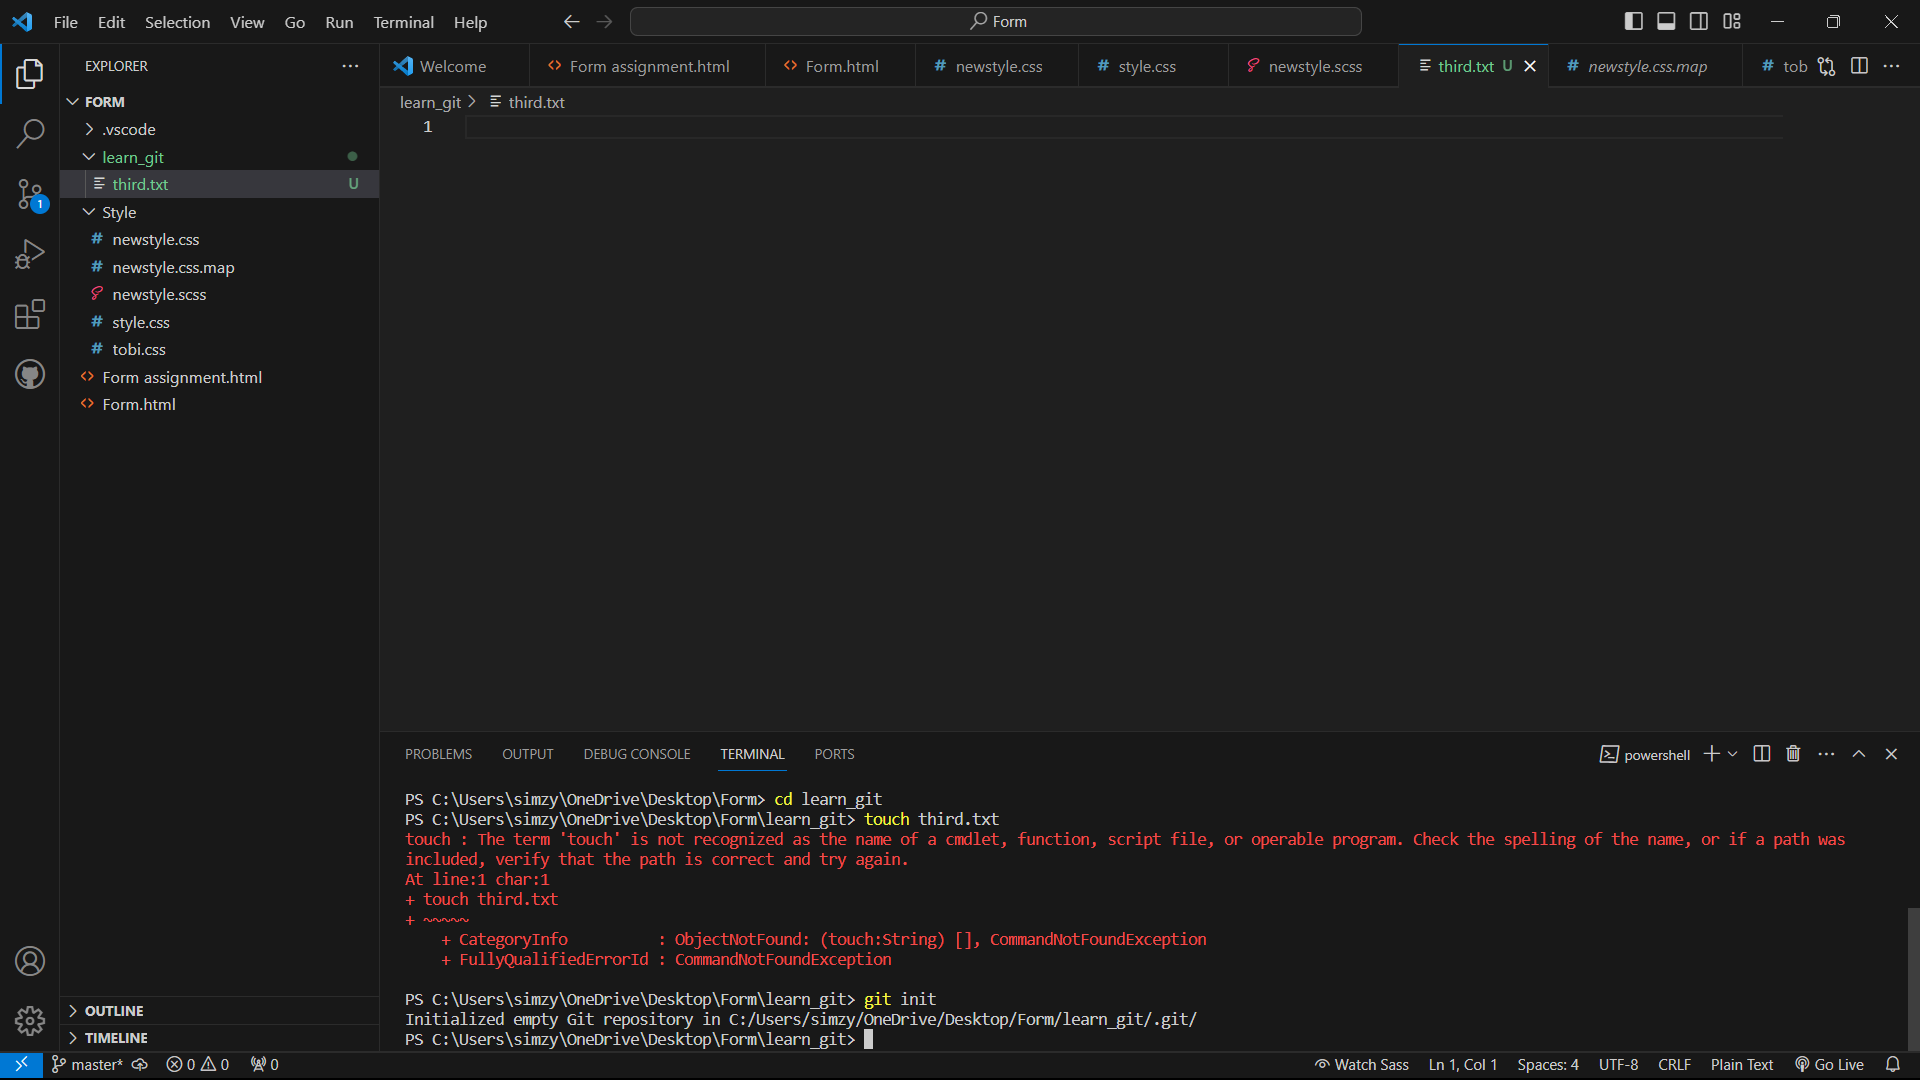 File Edit Selection View Go Run Terminal Help
Form
EXPLORER
FORM
.vscode
learn_git
third.txt U
Style
newstyle.css
newstyle.css.map
newstyle.scss
style.css
tobi.css
Form assignment.html
Form.html
OUTLINE
TIMELINE
1
Welcome Form assignment.html Form.html newstyle.css style.css newstyle.scss third.txt U newstyle.css.map tob
learn_git > third.txt
1
PROBLEMS OUTPUT DEBUG CONSOLE TERMINAL PORTS
powershell
PS C:\Users\simzy\OneDrive\Desktop\Form> cd learn_git
PS C:\Users\simzy\OneDrive\Desktop\Form\learn_git> touch third.txt
touch : The term 'touch' is not recognized as the name of a cmdlet, function, script file, or operable program. Check the spelling of the name, or if a path was
included, verify that the path is correct and try again.
At line:1 char:1
+ touch third.txt
+ ~~~~~
    + CategoryInfo          : ObjectNotFound: (touch:String) [], CommandNotFoundException
    + FullyQualifiedErrorId : CommandNotFoundException
PS C:\Users\simzy\OneDrive\Desktop\Form\learn_git> git init
Initialized empty Git repository in C:/Users/simzy/OneDrive/Desktop/Form/learn_git/.git/
PS C:\Users\simzy\OneDrive\Desktop\Form\learn_git>
master* 0 0 0 Watch Sass Ln 1, Col 1 Spaces: 4 UTF-8 CRLF Plain Text Go Live